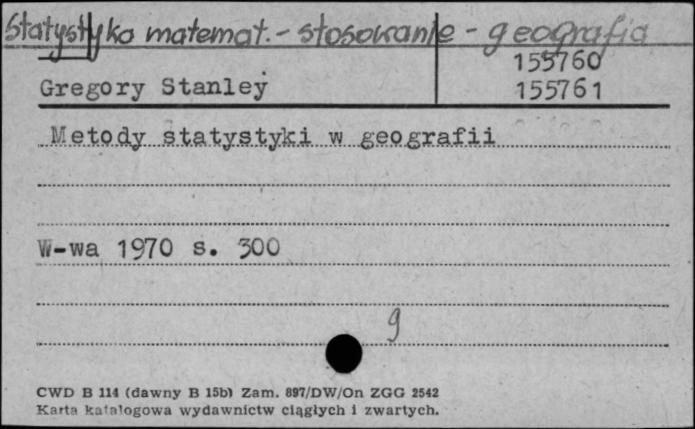 Statystyka matemat. - stosowanie - geografia
155760
Gregory Stanley 155761
Metody statystyki w geografii
W-wa 1970 s. 300
g
CWD B 114 (dawny B 15b) Zam. 897/DW/On ZGG 2542
Karta katalogowa wydawnictw ciągłych i zwartych.